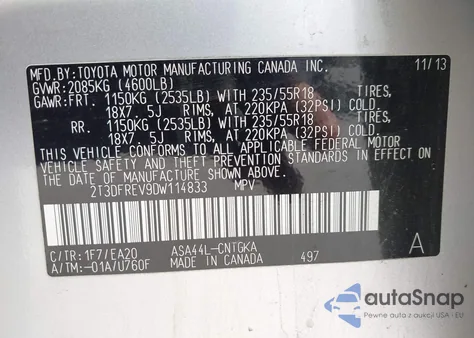 MFD.BY:TOYOTA MOTOR MANUFACTURING CANADA INC. 11/13
GVWR:2085KG (4600LB)
GAWR:FRT. 1150KG (2535LB) WITH 235/55R18 TIRES
18X7. 5J RIMS, AT 220KPA (32PSI) COLD.
RR. 1150KG (2535LB) WITH 235/55R18 TIRES
18X7. 5J RIMS, AT 220KPA (32PSI) COLD.
THIS VEHICLE CONFORMS TO ALL APPLICABLE FEDERAL MOTOR
VEHICLE SAFETY AND THEFT PREVENTION STANDARDS IN EFFECT ON
THE DATE OF MANUFACTURE SHOWN ABOVE.
2T3DFREV9DW114833 MPV
C/TR:1F7/EA20 ASA44L-CNTGKA
A/TM:-01A/U760F MADE IN CANADA 497 A
autoSnap
Pewne auta z USA i EU